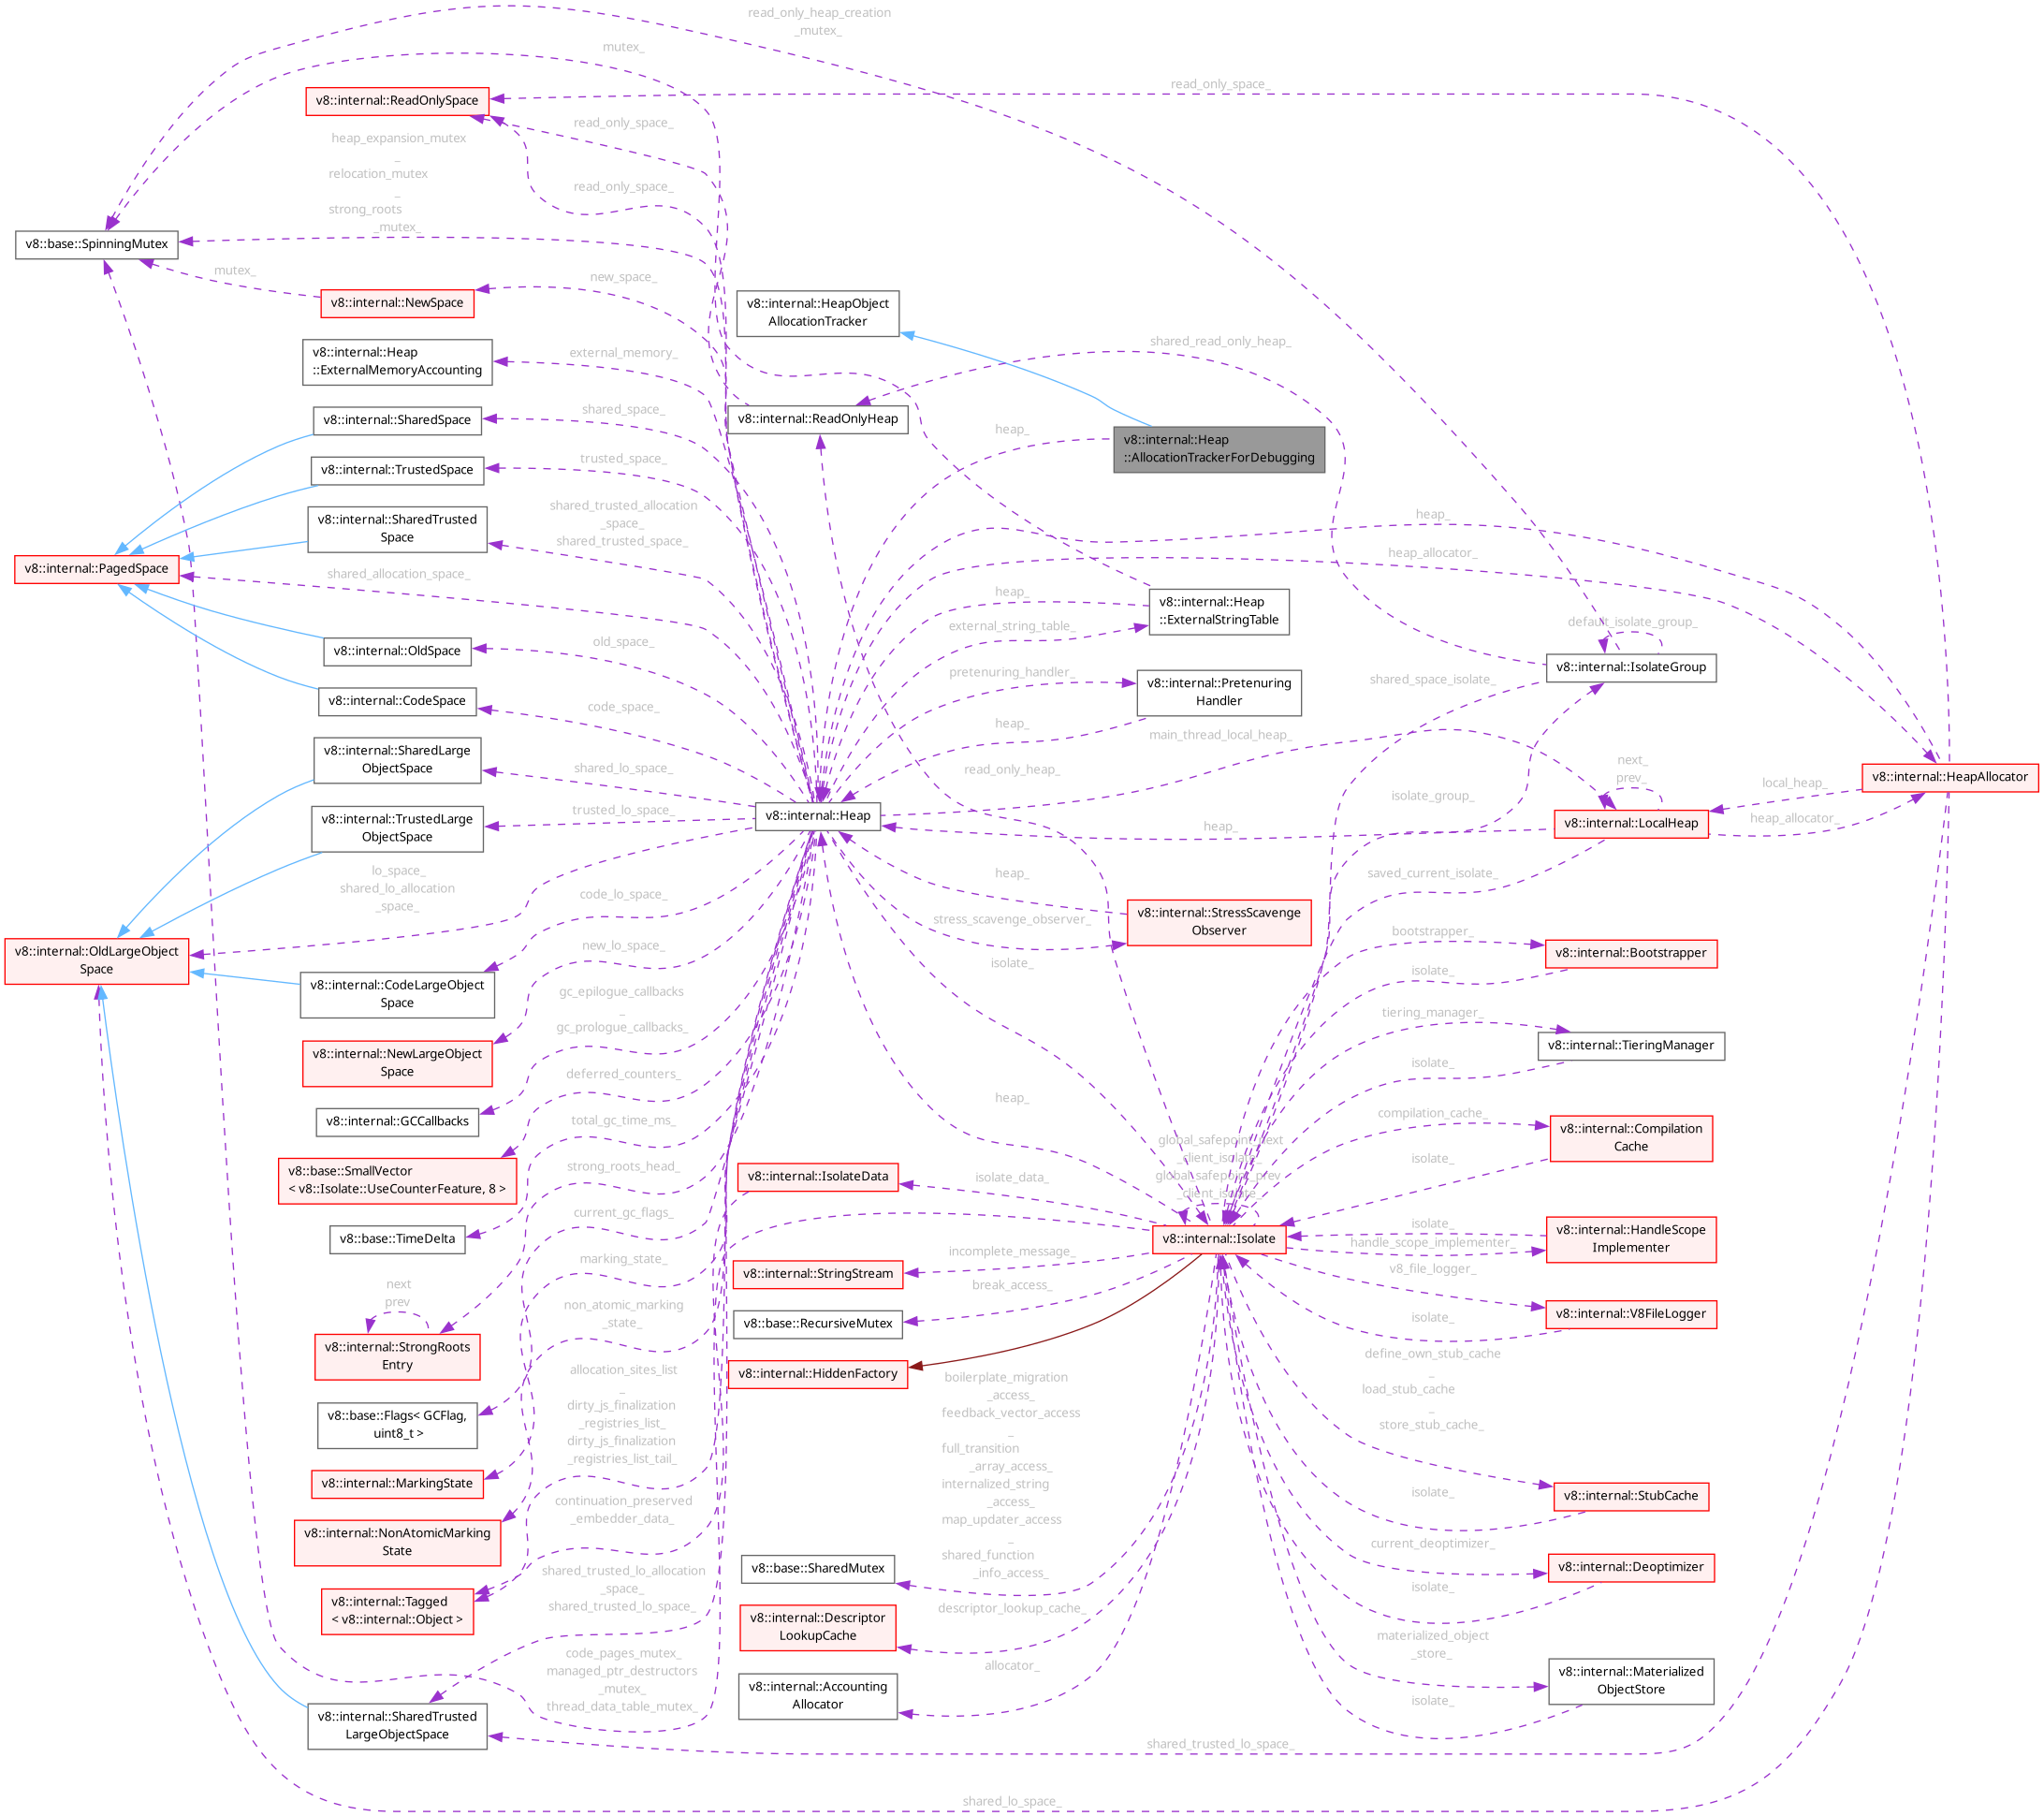 read_only_heap_creation
_mutex_
mutex_
read_only_space_
v8::internal::ReadOnlySpace
read_only_space_
heap_expansion_mutex
_
relocation_mutex
_
strong_roots
_mutex_
read_only_space_
v8::base::SpinningMutex
mutex_
v8::internal::NewSpace
new_space_
v8::internal::HeapObject
AllocationTracker
v8::internal::Heap
::ExternalMemoryAccounting
external_memory_
shared_read_only_heap_
v8::internal::SharedSpace
shared_space_
v8::internal::ReadOnlyHeap
heap_
v8::internal::Heap
::AllocationTrackerForDebugging
v8::internal::TrustedSpace
trusted_space_
v8::internal::SharedTrusted
Space
shared_trusted_allocation
_space_
shared_trusted_space_
heap_
heap_allocator_
v8::internal::PagedSpace
shared_allocation_space_
heap_
v8::internal::Heap
::ExternalStringTable
external_string_table_
default_isolate_group_
v8::internal::OldSpace
old_space_
v8::internal::IsolateGroup
pretenuring_handler_
v8::internal::Pretenuring
Handler
shared_space_isolate_
v8::internal::CodeSpace
code_space_
heap_
main_thread_local_heap_
v8::internal::SharedLarge
ObjectSpace
shared_lo_space_
read_only_heap_
next_
prev_
v8::internal::HeapAllocator
local_heap_
v8::internal::TrustedLarge
ObjectSpace
trusted_lo_space_
v8::internal::Heap
isolate_group_
heap_
v8::internal::LocalHeap
heap_allocator_
lo_space_
shared_lo_allocation
_space_
code_lo_space_
heap_
saved_current_isolate_
stress_scavenge_observer_
v8::internal::StressScavenge
Observer
v8::internal::OldLargeObject
Space
new_lo_space_
isolate_
bootstrapper_
v8::internal::Bootstrapper
isolate_
v8::internal::CodeLargeObject
Space
gc_epilogue_callbacks
_
gc_prologue_callbacks_
tiering_manager_
v8::internal::TieringManager
isolate_
v8::internal::NewLargeObject
Space
deferred_counters_
heap_
v8::internal::GCCallbacks
total_gc_time_ms_
compilation_cache_
v8::internal::Compilation
Cache
isolate_
global_safepoint_next
_client_isolate_
global_safepoint_prev
_client_isolate_
v8::base::SmallVector
< v8::Isolate::UseCounterFeature, 8 >
strong_roots_head_
v8::internal::IsolateData
isolate_data_
v8::base::TimeDelta
current_gc_flags_
v8::internal::Isolate
isolate_
handle_scope_implementer_
v8::internal::HandleScope
Implementer
marking_state_
v8::internal::StringStream
incomplete_message_
v8_file_logger_
next
prev
break_access_
v8::base::RecursiveMutex
isolate_
v8::internal::V8FileLogger
v8::internal::StrongRoots
Entry
non_atomic_marking
_state_
v8::internal::HiddenFactory
define_own_stub_cache
_
load_stub_cache
_
store_stub_cache_
v8::base::Flags< GCFlag,
uint8_t >
allocation_sites_list
_
dirty_js_finalization
_registries_list_
dirty_js_finalization
_registries_list_tail_
boilerplate_migration
_access_
feedback_vector_access
_
full_transition
_array_access_
internalized_string
_access_
map_updater_access
_
shared_function
_info_access_
v8::internal::MarkingState
v8::internal::StubCache
isolate_
v8::internal::NonAtomicMarking
State
continuation_preserved
_embedder_data_
current_deoptimizer_
v8::internal::Deoptimizer
isolate_
v8::base::SharedMutex
v8::internal::Tagged
< v8::internal::Object >
shared_trusted_lo_allocation
_space_
shared_trusted_lo_space_
v8::internal::Descriptor
LookupCache
descriptor_lookup_cache_
materialized_object
_store_
v8::internal::Materialized
ObjectStore
isolate_
code_pages_mutex_
managed_ptr_destructors
_mutex_
thread_data_table_mutex_
v8::internal::Accounting
Allocator
allocator_
v8::internal::SharedTrusted
LargeObjectSpace
shared_trusted_lo_space_
shared_lo_space_